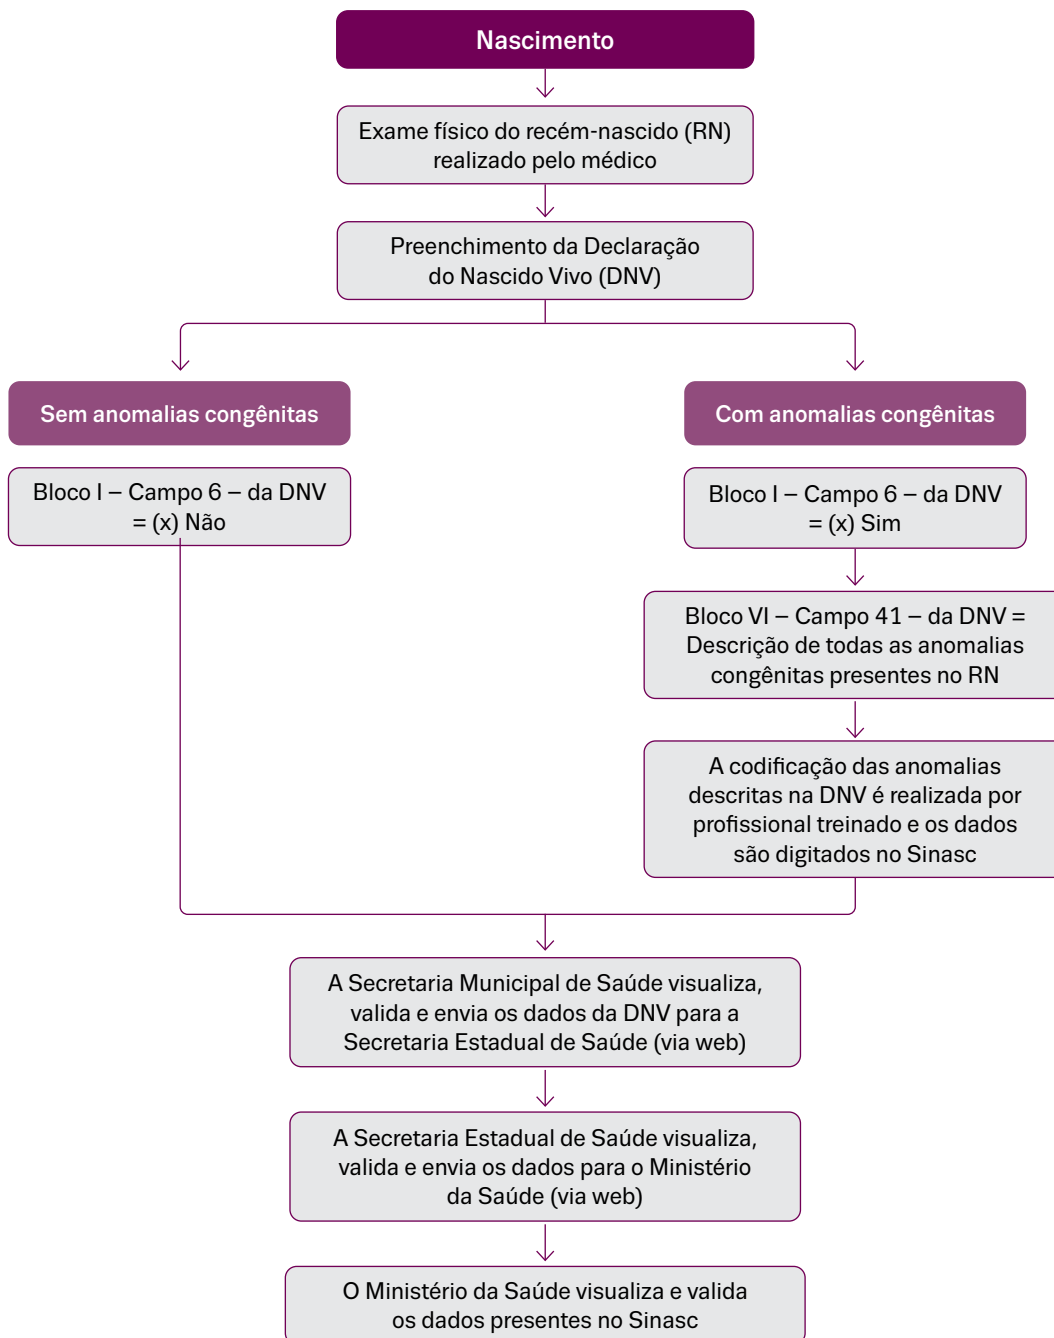 Nascimento
Exame físico do recém-nascido (RN)
realizado pelo médico
Preenchimento da Declaração
do Nascido Vivo (DNV)
Sem anomalias congênitas
Bloco I – Campo 6 – da DNV
= (x) Não
Com anomalias congênitas
Bloco I – Campo 6 – da DNV
= (x) Sim
Bloco VI – Campo 41 – da DNV =
Descrição de todas as anomalias
congênitas presentes no RN
A codificação das anomalias
descritas na DNV é realizada por
profissional treinado e os dados
são digitados no Sinasc
A Secretaria Municipal de Saúde visualiza,
valida e envia os dados da DNV para a
Secretaria Estadual de Saúde (via web)
A Secretaria Estadual de Saúde visualiza,
valida e envia os dados para o Ministério
da Saúde (via web)
O Ministério da Saúde visualiza e valida
os dados presentes no Sinasc